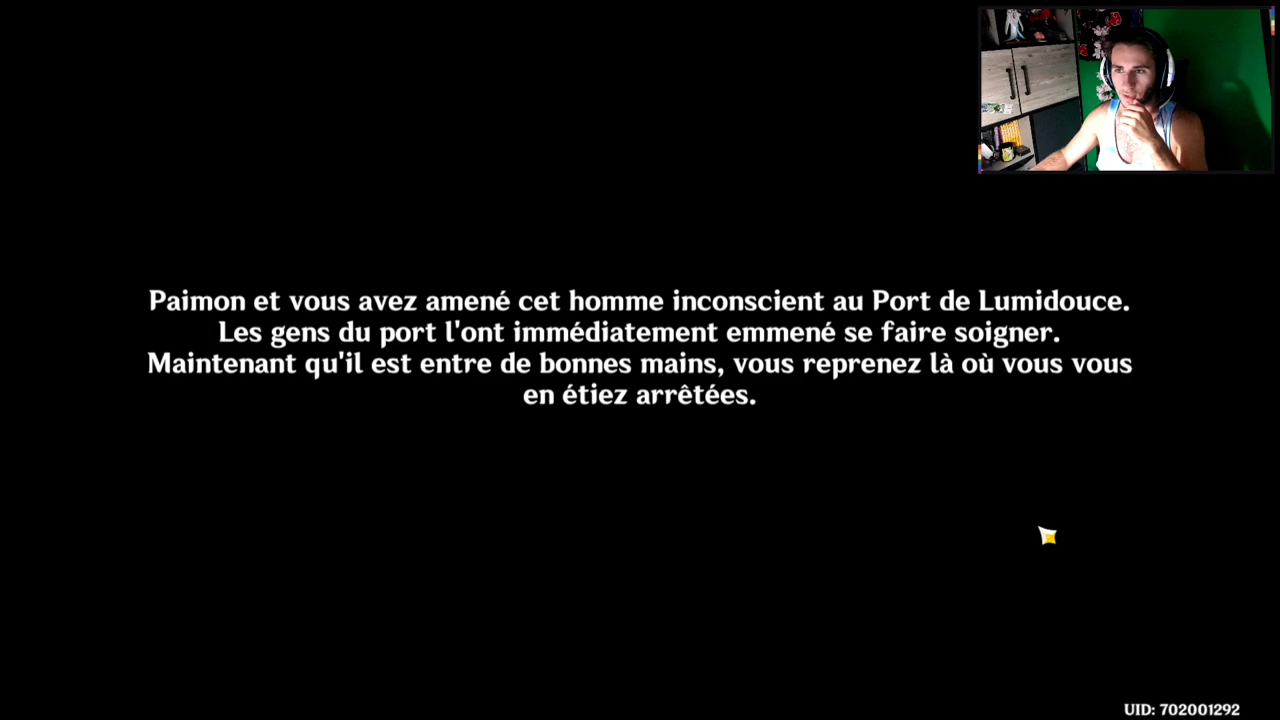 Paimon et vous avez amené cet homme inconscient au Port de Lumidouce.
Les gens du port l'ont immédiatement emmené se faire soigner.
Maintenant qu'il est entre de bonnes mains, vous reprenez là où vous vous
en étiez arrêtées.
UID: 702001292